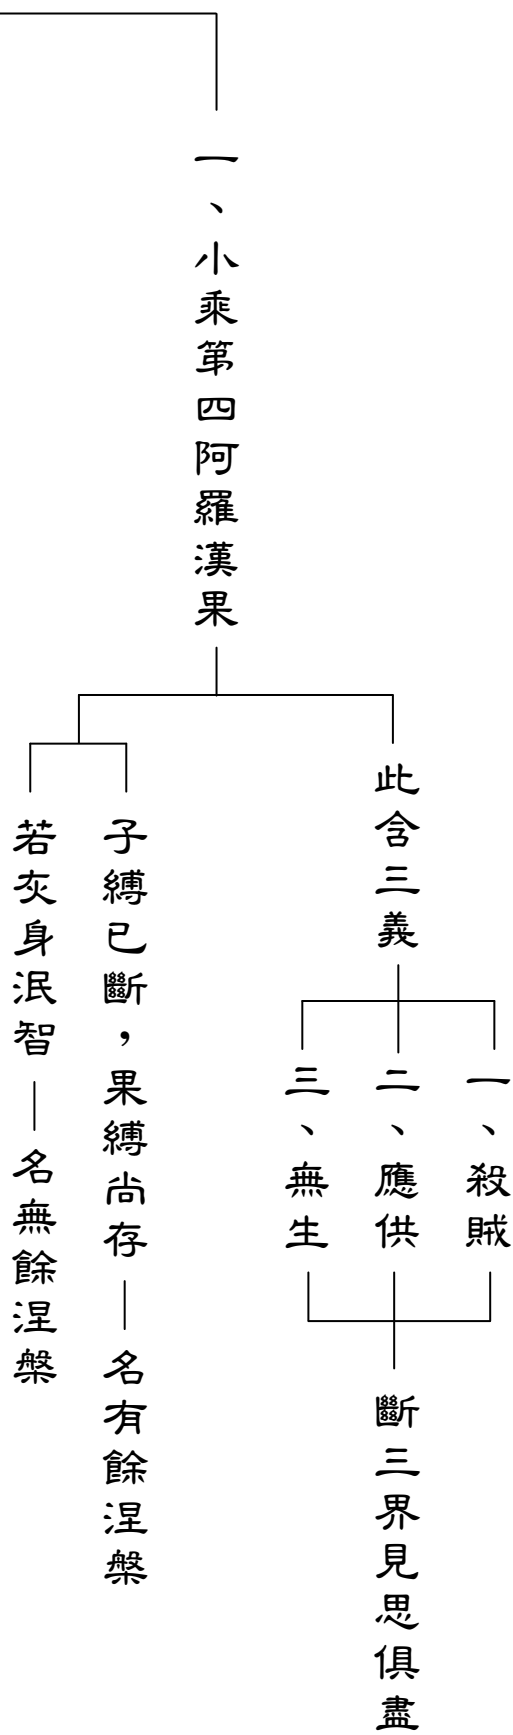 一、小乘第四阿羅漢果
此含三義
一、殺賊
二、應供
三、無生
斷三界見思俱盡
子縛已斷，果縛尚存 — 名有餘涅槃
若灰身泯智 — 名無餘涅槃